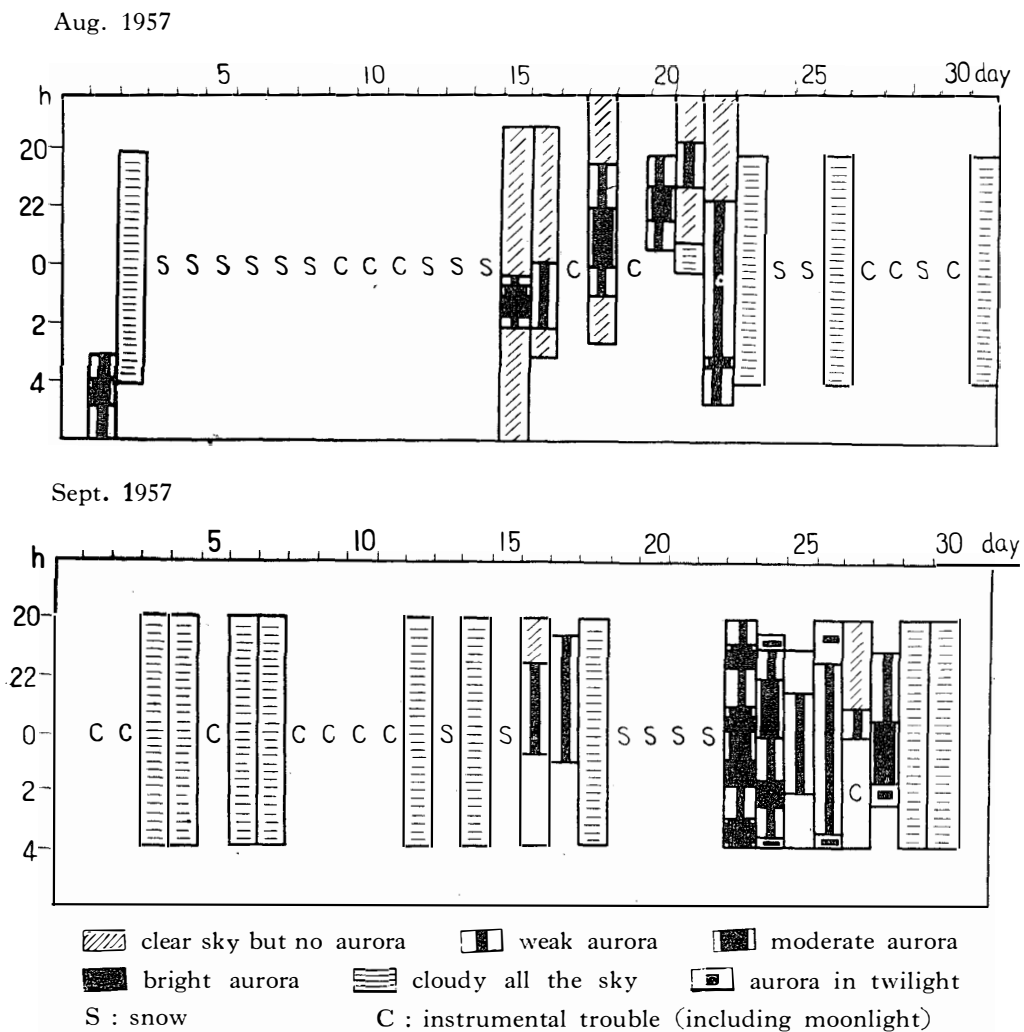 Aug. 1957
5 10 15 20 25 30 day
h
20
22
0 S S S S S S C C C S S S C C S S C C S C
2
4
Sept. 1957
5 10 15 20 25 30 day
h
20
22
0 C C C C C C C S S S S S S
2 C
4
clear sky but no aurora weak aurora moderate aurora
bright aurora cloudy all the sky aurora in twilight
S : snow C : instrumental trouble (including moonlight)